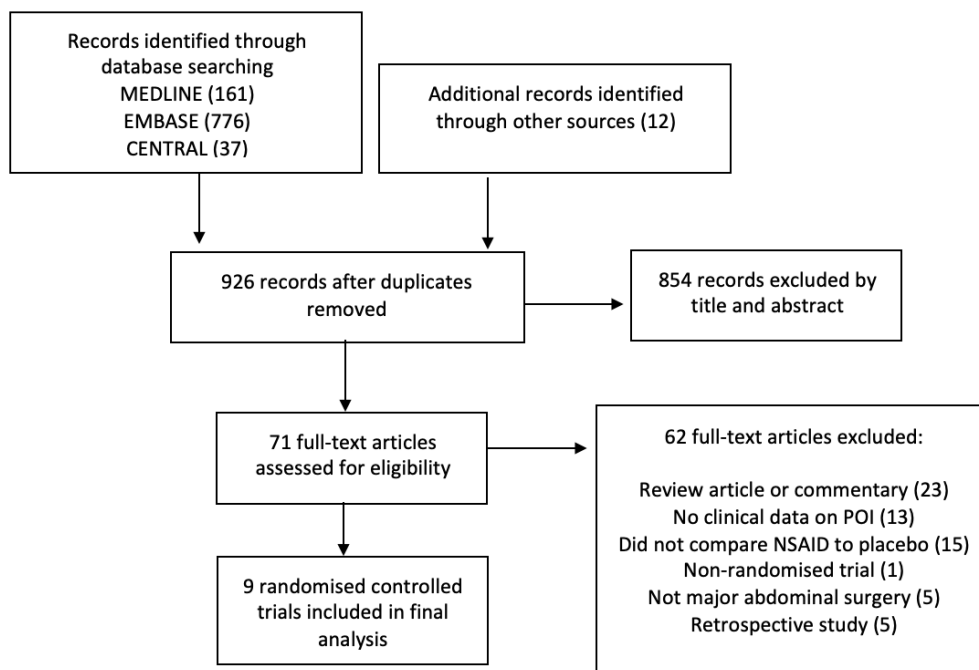 Records identified through
database searching
MEDLINE (161)
EMBASE (776)
CENTRAL (37)
Additional records identified
through other sources (12)
926 records after duplicates
removed
854 records excluded by
title and abstract
71 full-text articles
assessed for eligibility
62 full-text articles excluded:
Review article or commentary (23)
No clinical data on POI (13)
Did not compare NSAID to placebo (15)
Non-randomised trial (1)
Not major abdominal surgery (5)
Retrospective study (5)
9 randomised controlled
trials included in final
analysis